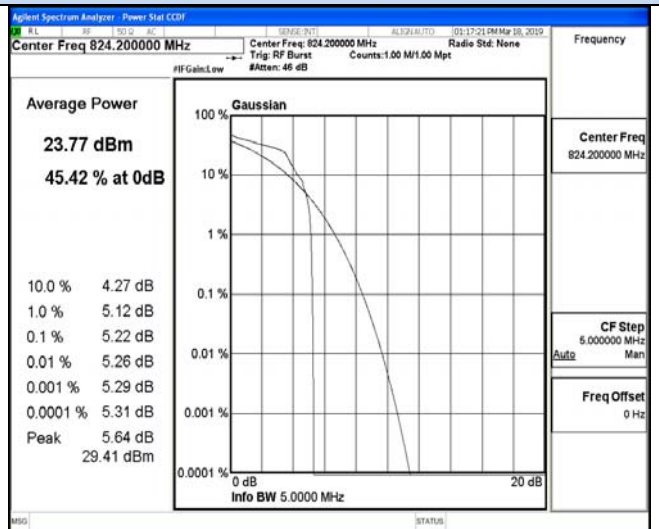 Agilent Spectrum Analyzer - Power Stat CCDF
RL RF 50 Ω AC SENSE:INT ALIGN AUTO 01:17:21 PM Mar 18, 2019
Center Freq 824.200000 MHz
Center Freq: 824.200000 MHz Radio Std: None
Trig: RF Burst Counts:1.00 M/1.00 Mpt
#IFGain:Low #Atten: 46 dB
Frequency
Average Power
23.77 dBm
45.42 % at 0dB
10.0 % 4.27 dB
1.0 % 5.12 dB
0.1 % 5.22 dB
0.01 % 5.26 dB
0.001 % 5.29 dB
0.0001 % 5.31 dB
Peak 5.64 dB
29.41 dBm
Gaussian
100 %
10 %
1 %
0.1 %
0.01 %
0.001 %
0.0001 %
0 dB 20 dB
Info BW 5.0000 MHz
Center Freq
824.200000 MHz
CF Step
5.000000 MHz
Auto Man
Freq Offset
0 Hz
MSG STATUS